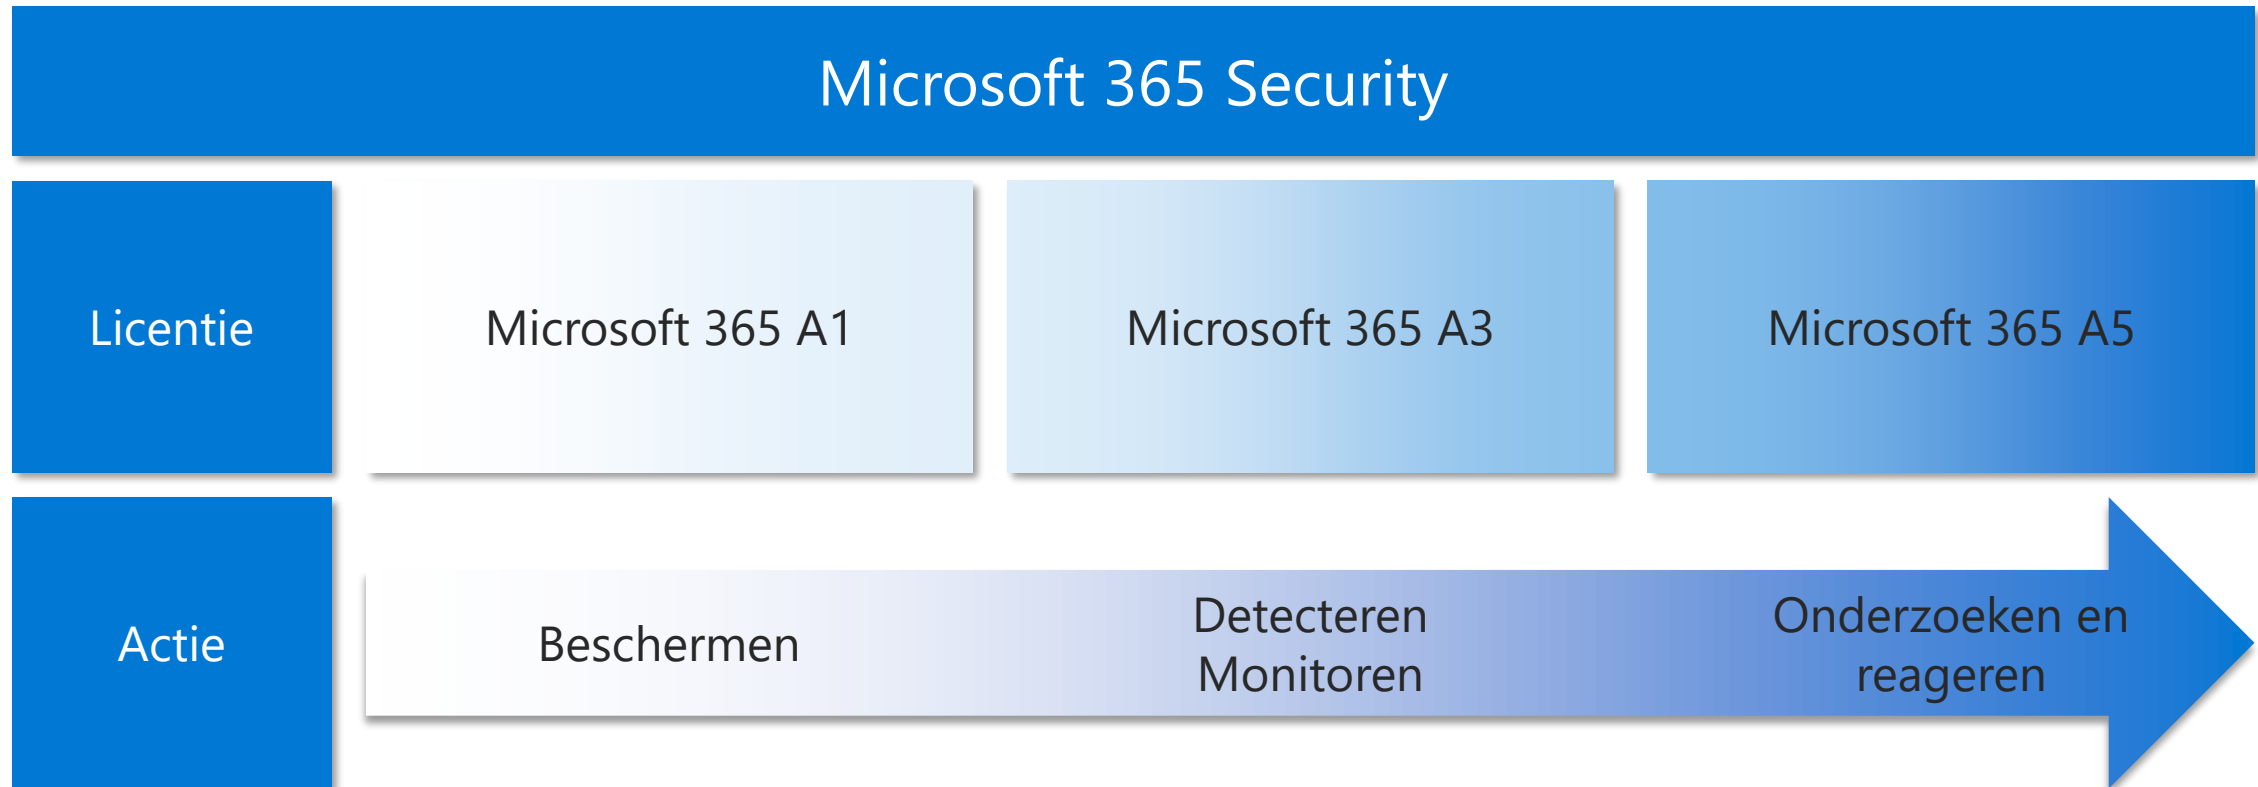 Microsoft 365 Security
Licentie
Microsoft 365 A1
Microsoft 365 A3
Microsoft 365 A5
Actie
Beschermen
Detecteren
Monitoren
Onderzoeken en
reageren